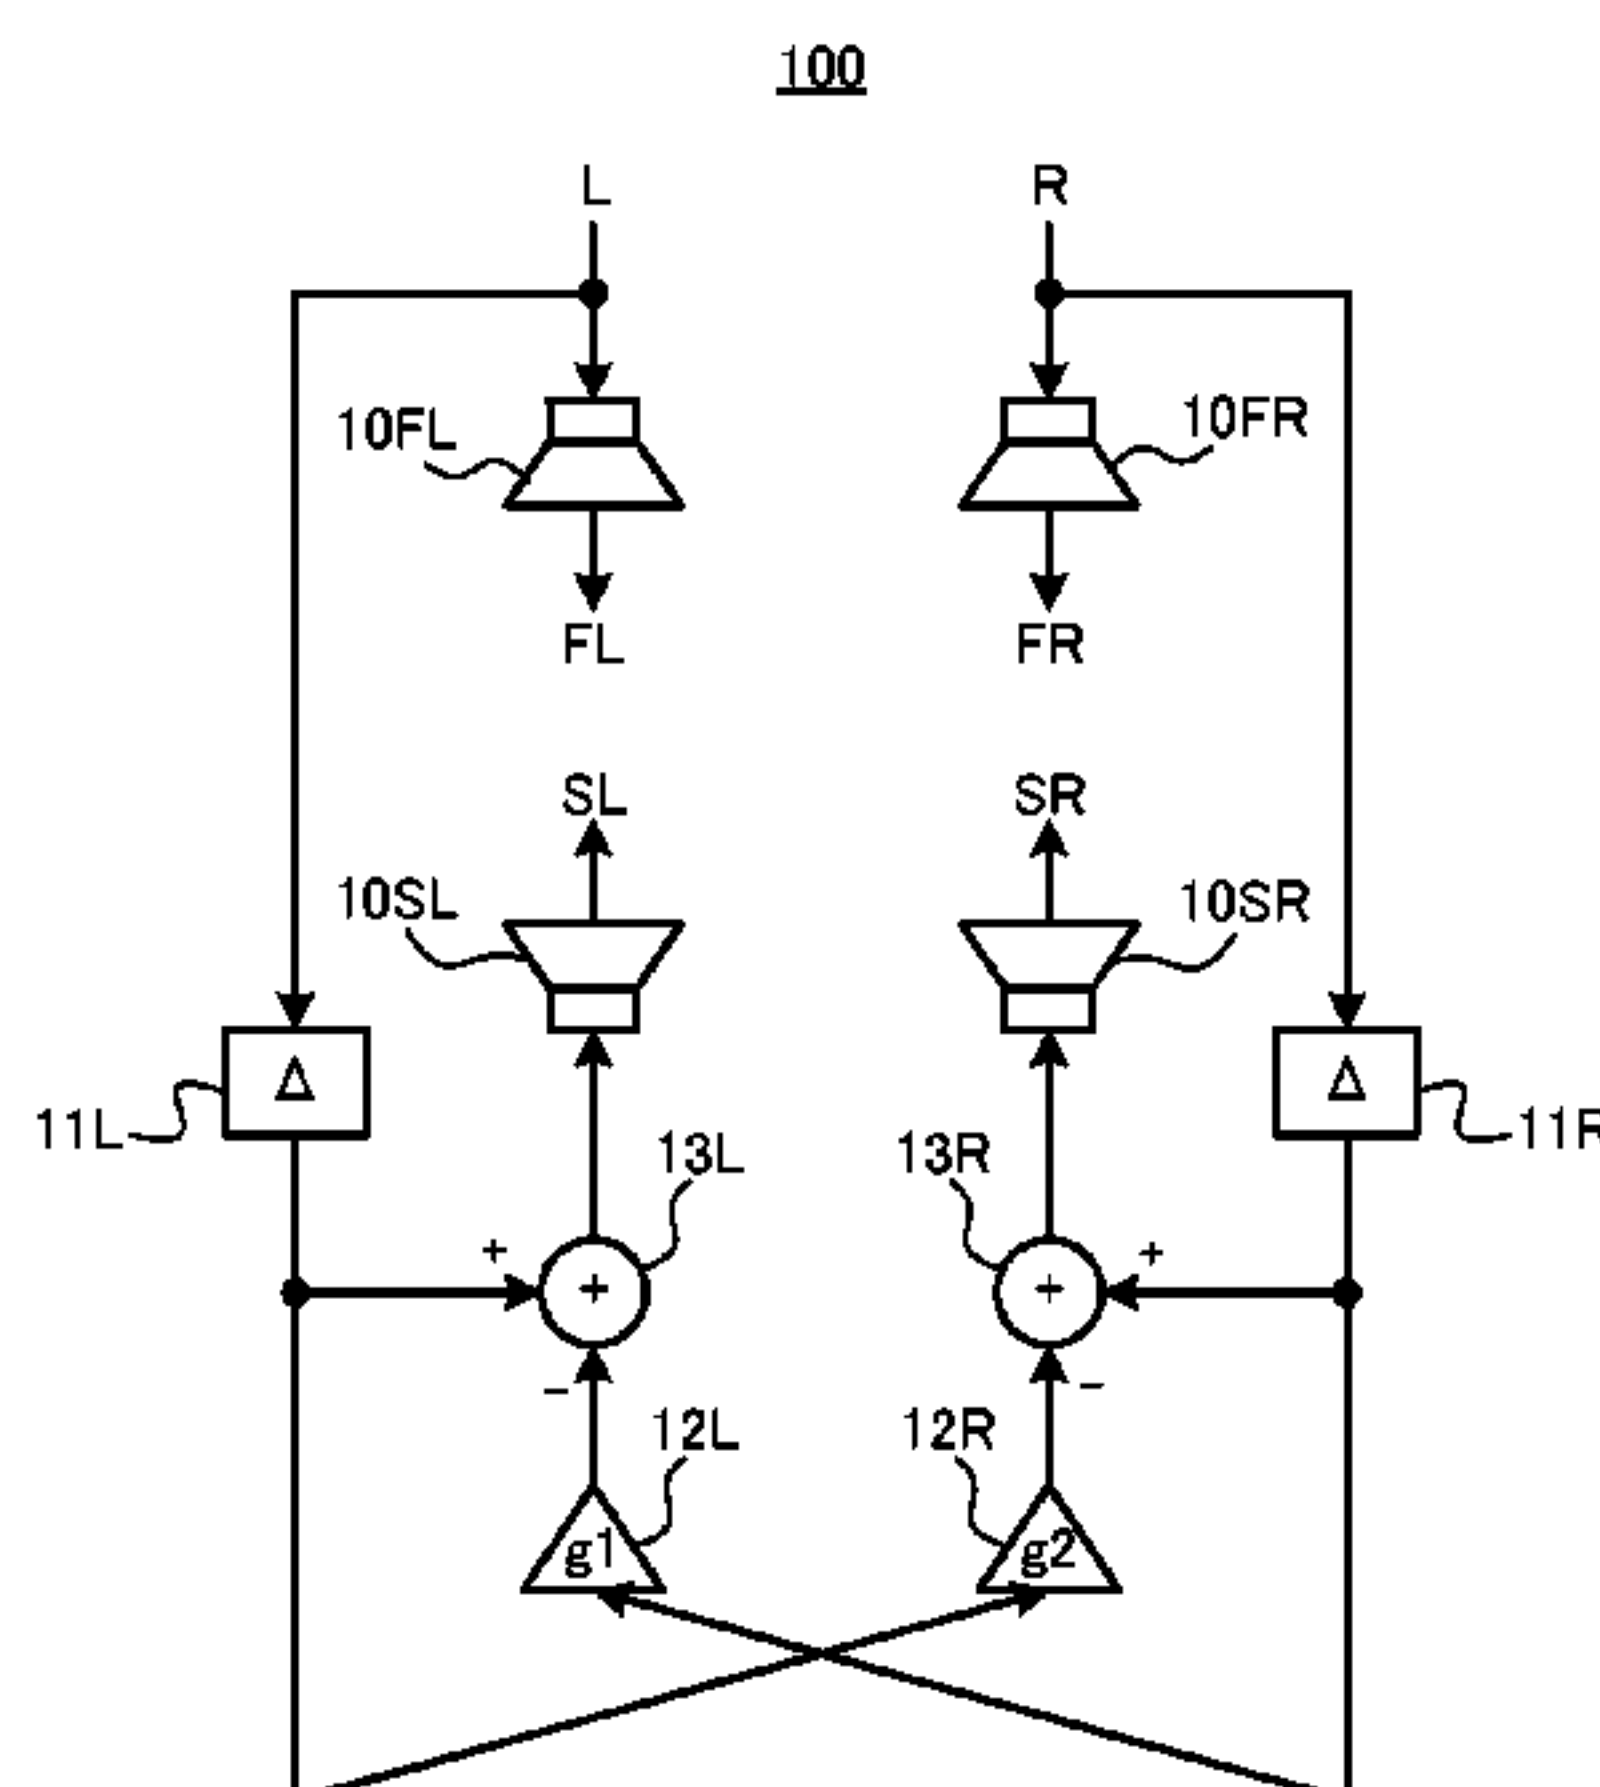 100
L R
10FL 10FR
FL FR
SL SR
10SL 10SR
Δ Δ
11L 11R
13L 13R
+ +
+ +
− −
12L 12R
g1 g2